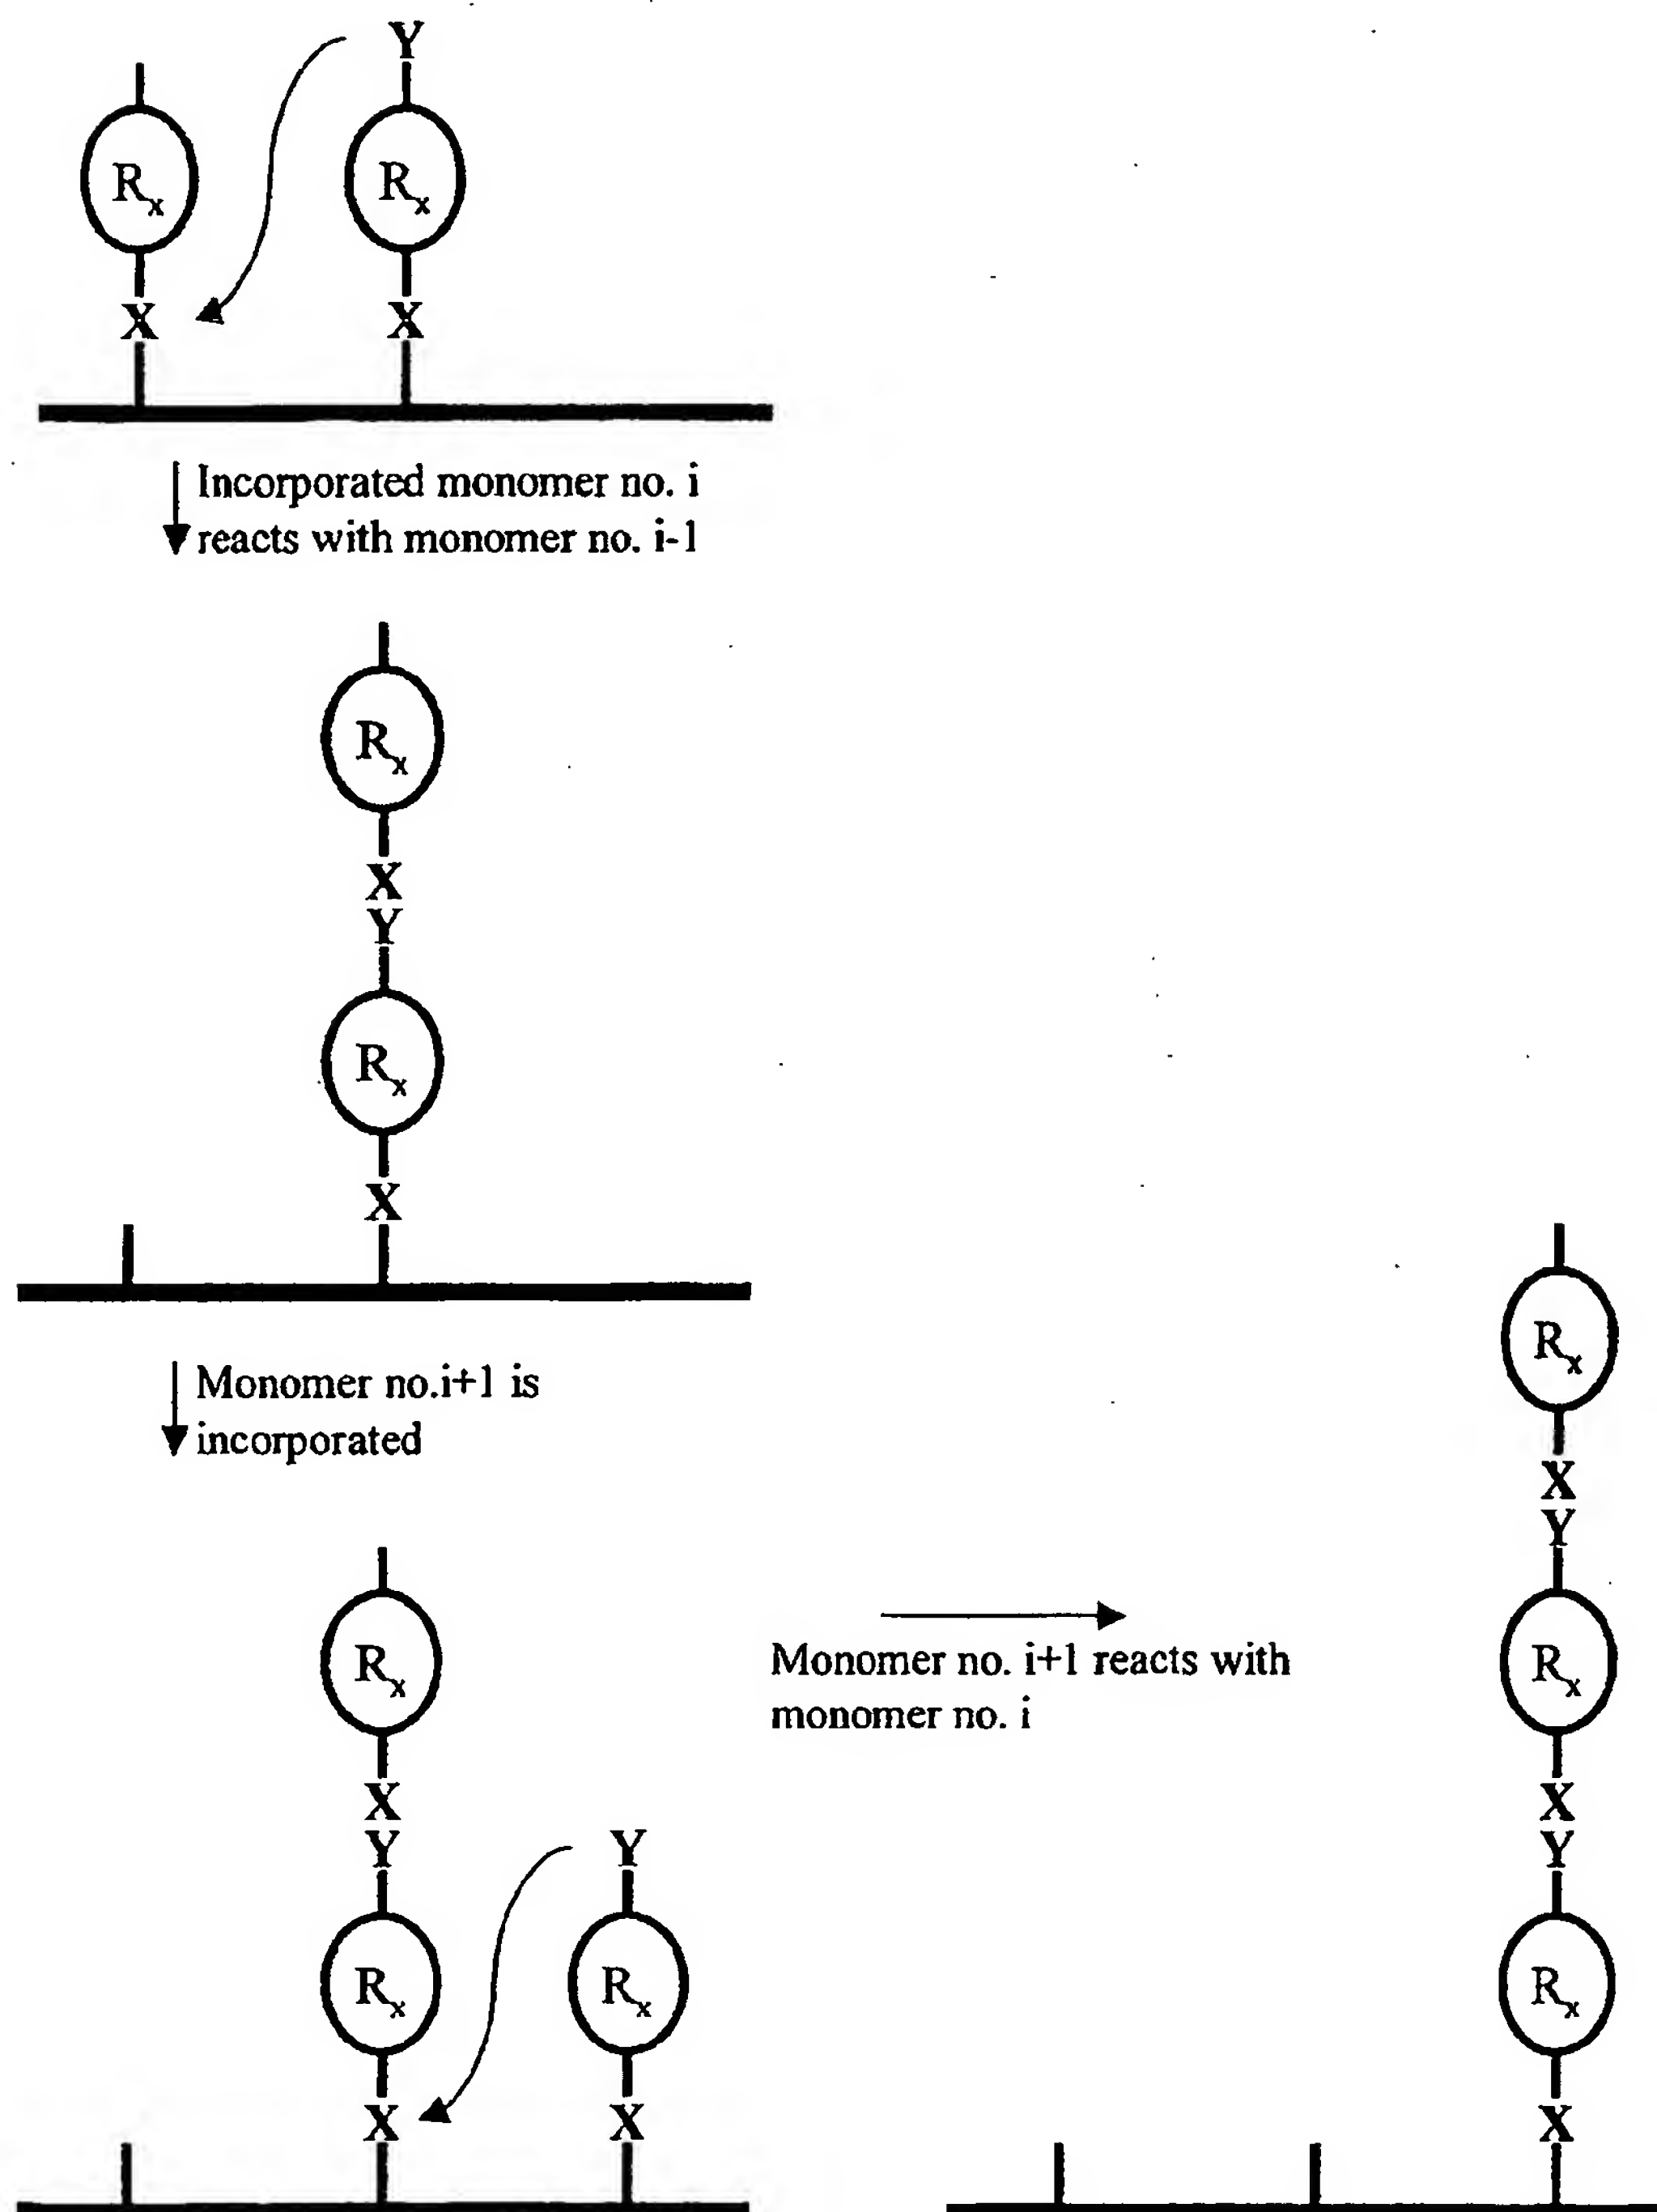 Y
Rx Rx
X X
Incorporated monomer no. i
reacts with monomer no. i-1
Rx
X
Y
Rx
X
Monomer no.i+1 is
incorporated
Rx
X
Y Y
Rx Rx
X X
Monomer no. i+1 reacts with
monomer no. i
Rx
X
Y
Rx
X
Y
Rx
X